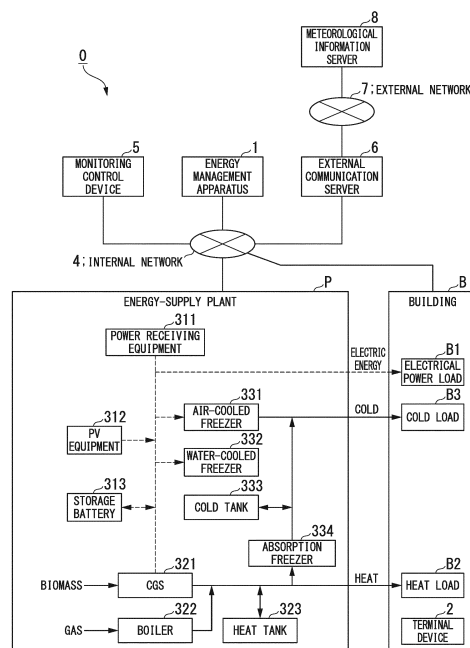 8
METEOROLOGICAL
INFORMATION
SERVER
0
7;EXTERNAL NETWORK
5
MONITORING
CONTROL
DEVICE
1
ENERGY
MANAGEMENT
APPARATUS
6
EXTERNAL
COMMUNICATION
SERVER
4;INTERNAL NETWORK
P
ENERGY-SUPPLY PLANT
B
BUILDING
311
POWER RECEIVING
EQUIPMENT
ELECTRIC
ENERGY
B1
ELECTRICAL
POWER LOAD
312
PV
EQUIPMENT
331
AIR-COOLED
FREEZER
COLD
B3
COLD LOAD
332
WATER-COOLED
FREEZER
313
STORAGE
BATTERY
333
COLD TANK
334
ABSORPTION
FREEZER
BIOMASS
321
CGS
HEAT
B2
HEAT LOAD
GAS
322
BOILER
323
HEAT TANK
2
TERMINAL
DEVICE